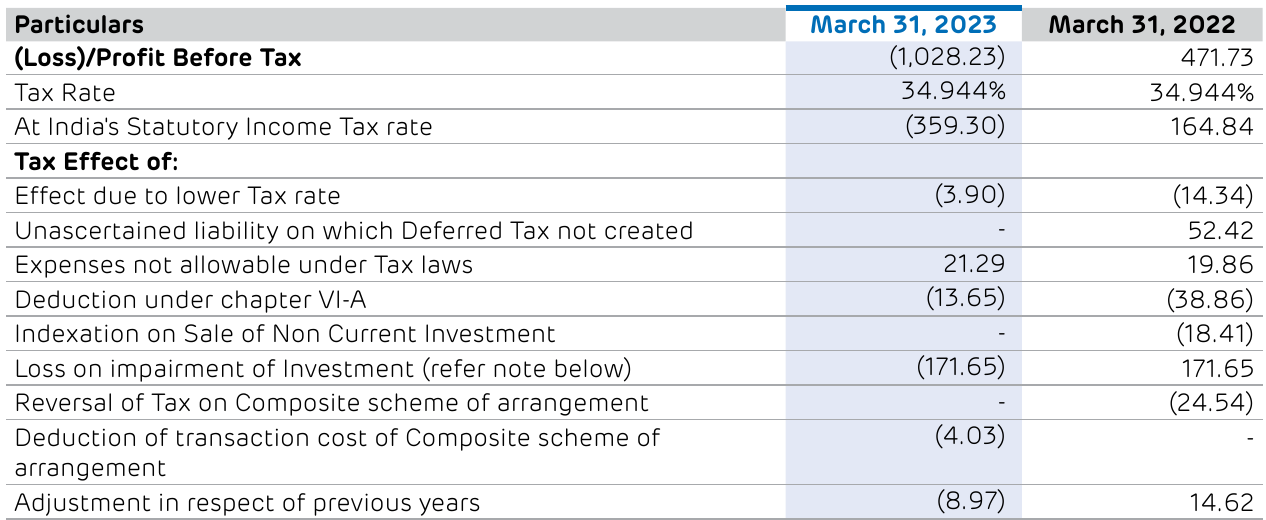 Particulars March 31, 2023 March 31, 2022
(Loss)/Profit Before Tax (1,028.23) 471.73
Tax Rate 34.944% 34.944%
At India's Statutory Income Tax rate (359.30) 164.84
Tax Effect of:
Effect due to lower Tax rate (3.90) (14.34)
Unascertained liability on which Deferred Tax not created - 52.42
Expenses not allowable under Tax laws 21.29 19.86
Deduction under chapter VI-A (13.65) (38.86)
Indexation on Sale of Non Current Investment - (18.41)
Loss on impairment of Investment (refer note below) (171.65) 171.65
Reversal of Tax on Composite scheme of arrangement - (24.54)
Deduction of transaction cost of Composite scheme of (4.03) -
arrangement
Adjustment in respect of previous years (8.97) 14.62